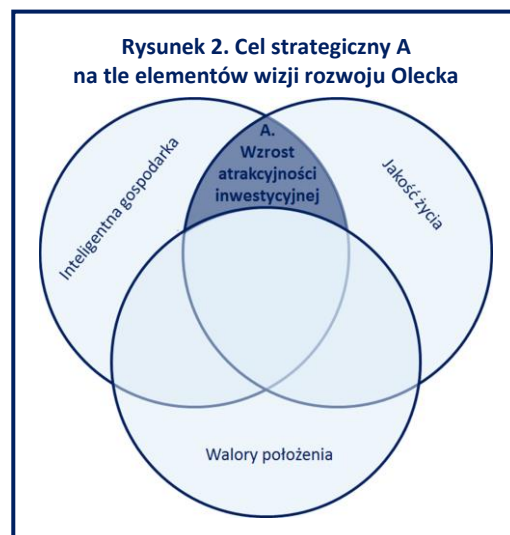 Rysunek 2. Cel strategiczny A
na tle elementów wizji rozwoju Olecka
A.
Wzrost
atrakcyjności
inwestycyjnej
Inteligentna gospodarka
Jakość życia
Walory położenia